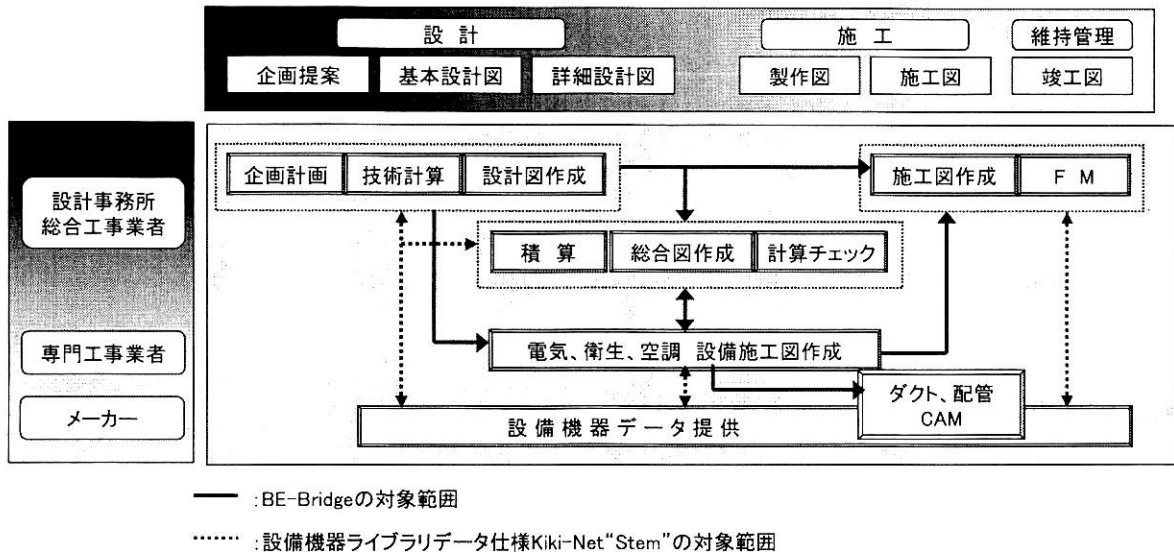 設 計
施 工
維持管理
企画提案
基本設計図
詳細設計図
製作図
施工図
竣工図
設計事務所
総合工事業者
専門工事業者
メーカー
企画計画
技術計算
設計図作成
施工図作成
F M
積 算
総合図作成
計算チェック
電気、衛生、空調 設備施工図作成
ダクト、配管
CAM
設備機器データ提供
:BE-Bridgeの対象範囲
:設備機器ライブラリデータ仕様Kiki-Net“Stem”の対象範囲